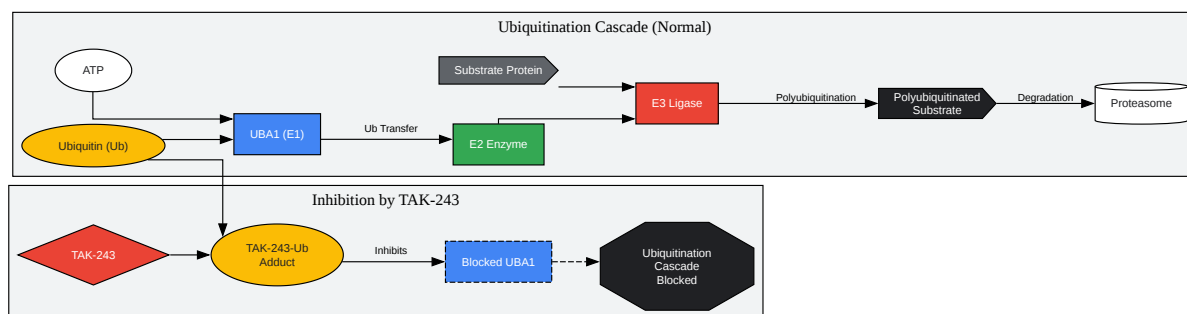 Ubiquitination Cascade (Normal)
ATP
Substrate Protein
Ubiquitin (Ub)
UBA1 (E1)
Ub Transfer
E2 Enzyme
E3 Ligase
Polyubiquitination
Polyubiquitinated
Substrate
Degradation
Proteasome
Inhibition by TAK-243
TAK-243
TAK-243-Ub
Adduct
Inhibits
Blocked UBA1
Ubiquitination
Cascade
Blocked